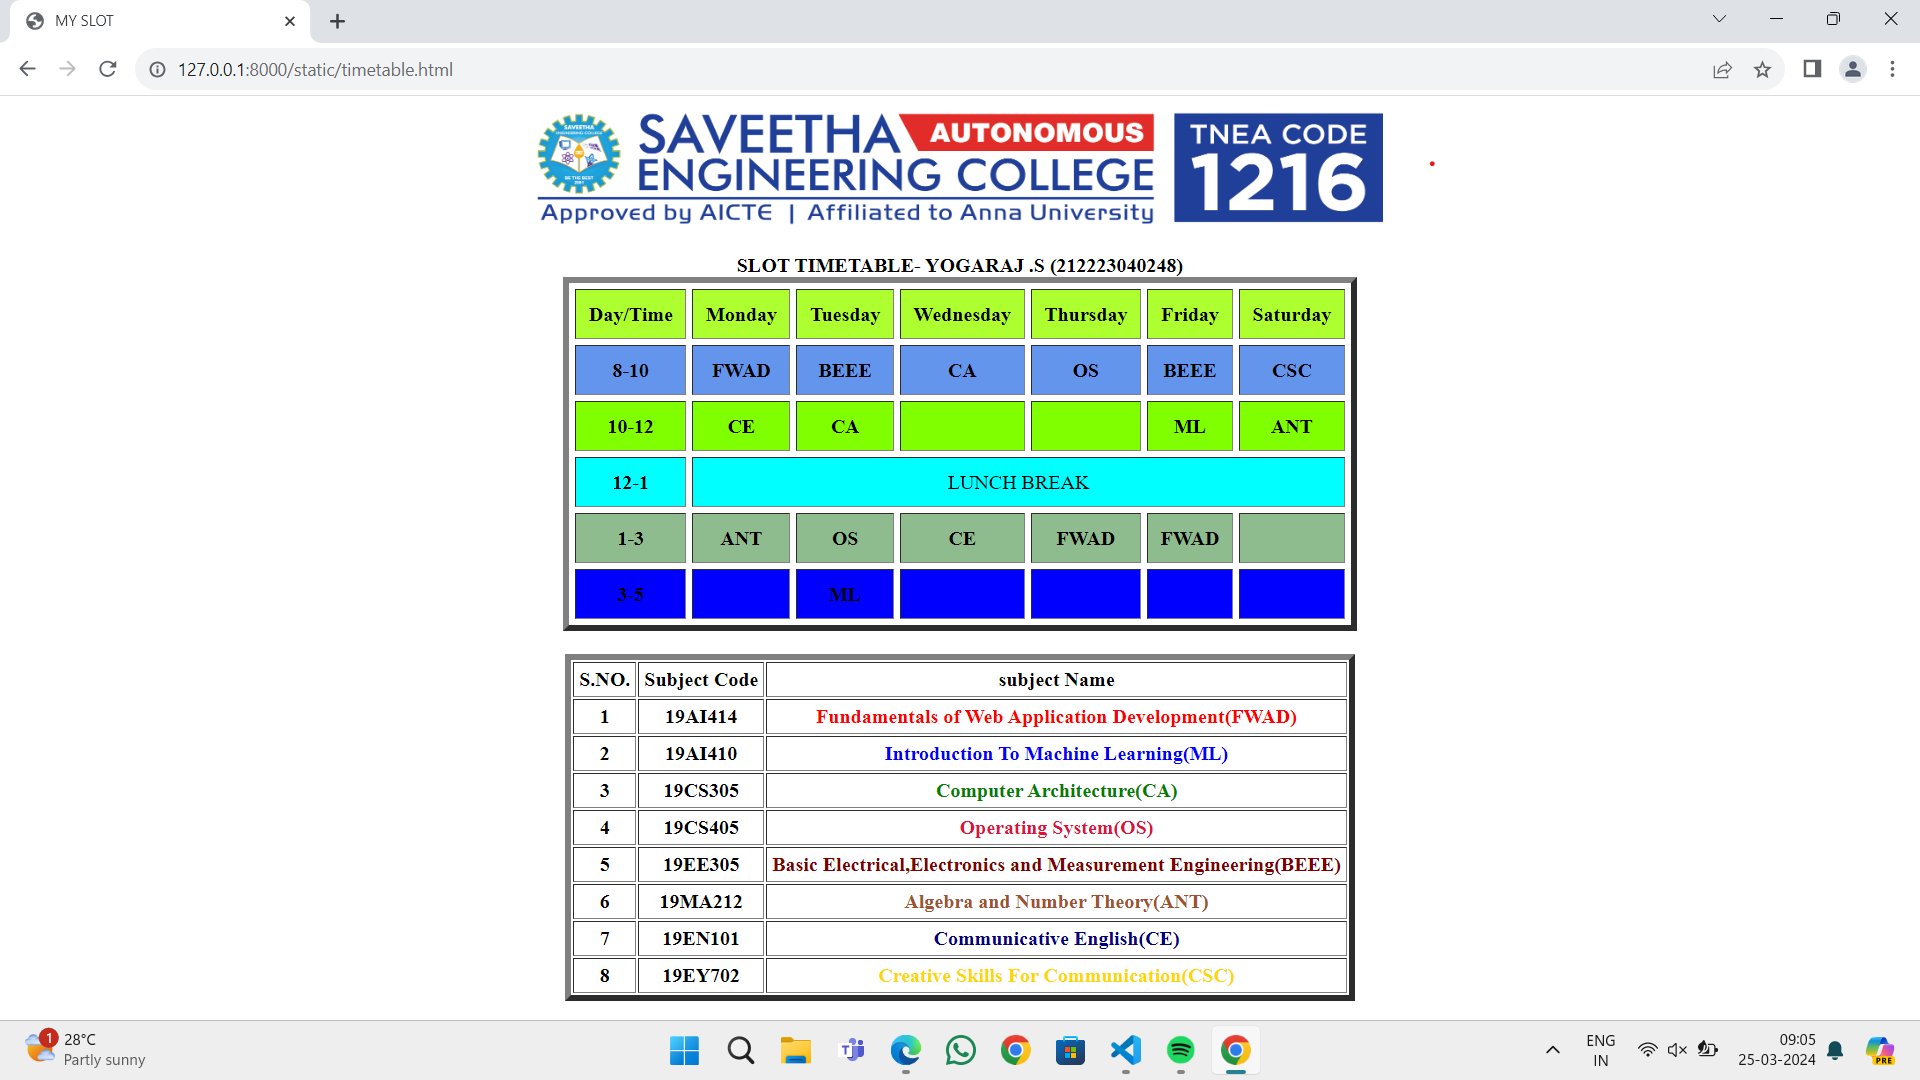 MY SLOT
127.0.0.1:8000/static/timetable.html
SAVEETHA AUTONOMOUS
ENGINEERING COLLEGE
Approved by AICTE | Affiliated to Anna University
TNEA CODE
1216
SAVEETHA
ENGINEERING COLLEGE
BE THE BEST
SLOT TIMETABLE- YOGARAJ .S (212223040248)
Day/Time Monday Tuesday Wednesday Thursday Friday Saturday
8-10 FWAD BEEE CA OS BEEE CSC
10-12 CE CA ML ANT
12-1 LUNCH BREAK
1-3 ANT OS CE FWAD FWAD
3-5 ML
S.NO. Subject Code subject Name
1 19AI414 Fundamentals of Web Application Development(FWAD)
2 19AI410 Introduction To Machine Learning(ML)
3 19CS305 Computer Architecture(CA)
4 19CS405 Operating System(OS)
5 19EE305 Basic Electrical,Electronics and Measurement Engineering(BEEE)
6 19MA212 Algebra and Number Theory(ANT)
7 19EN101 Communicative English(CE)
8 19EY702 Creative Skills For Communication(CSC)
1
28°C
Partly sunny
ENG
IN
09:05
25-03-2024
PRE